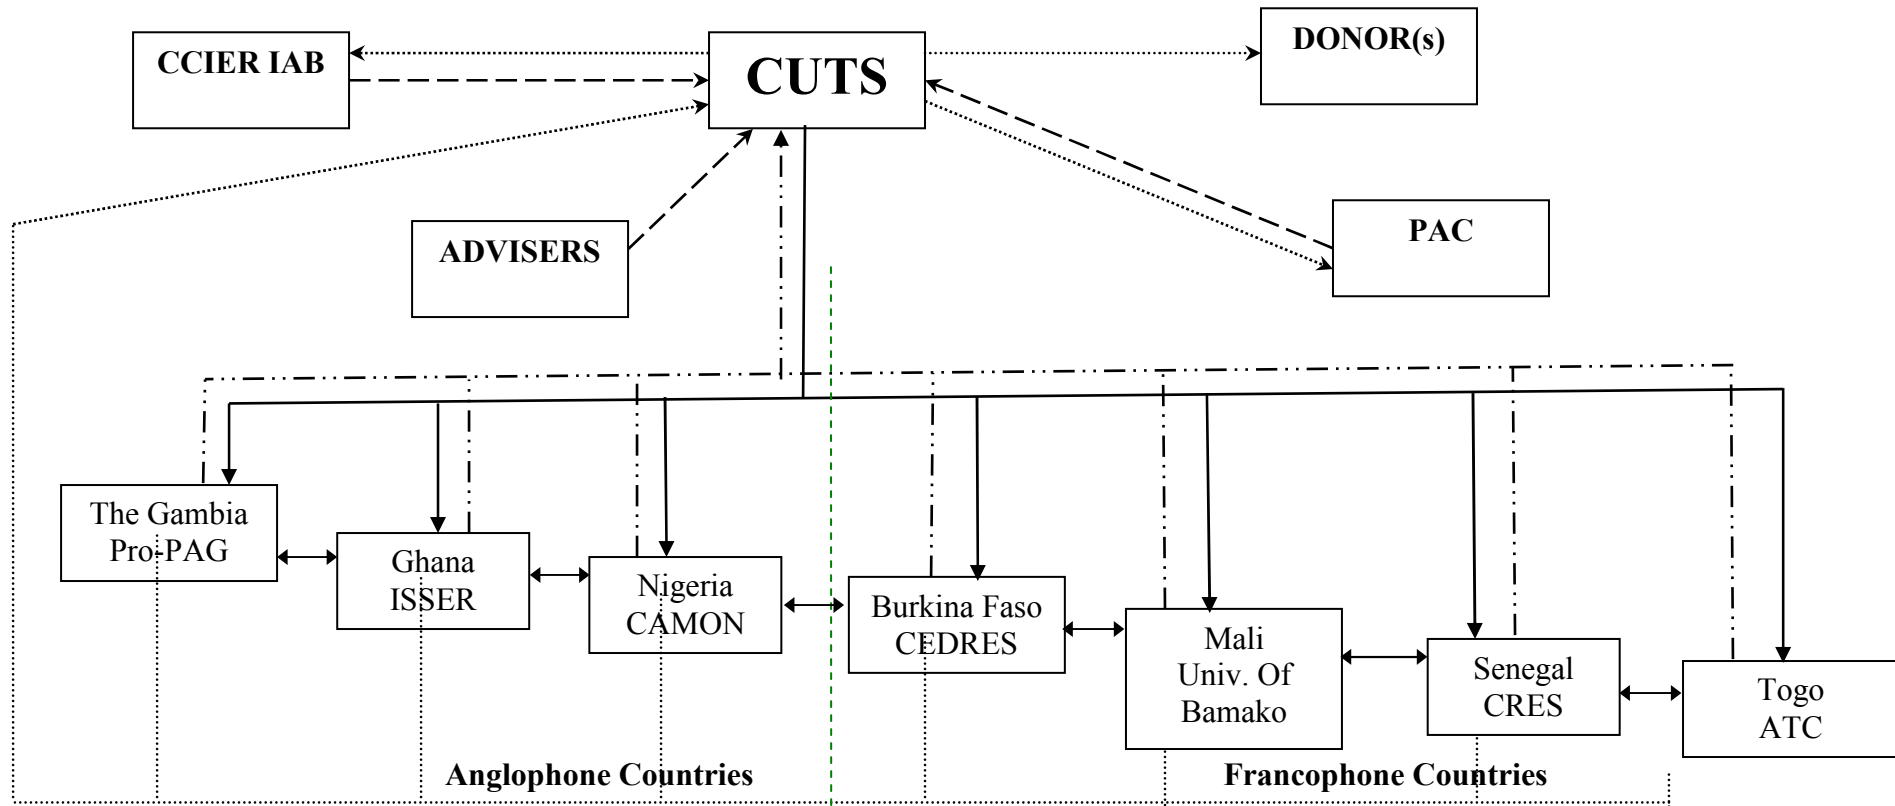 CCIER IAB
CUTS
DONOR(s)
ADVISERS
PAC
The Gambia
Pro-PAG
Ghana
ISSER
Nigeria
CAMON
Burkina Faso
CEDRES
Mali
Univ. Of
Bamako
Senegal
CRES
Togo
ATC
Anglophone Countries
Francophone Countries